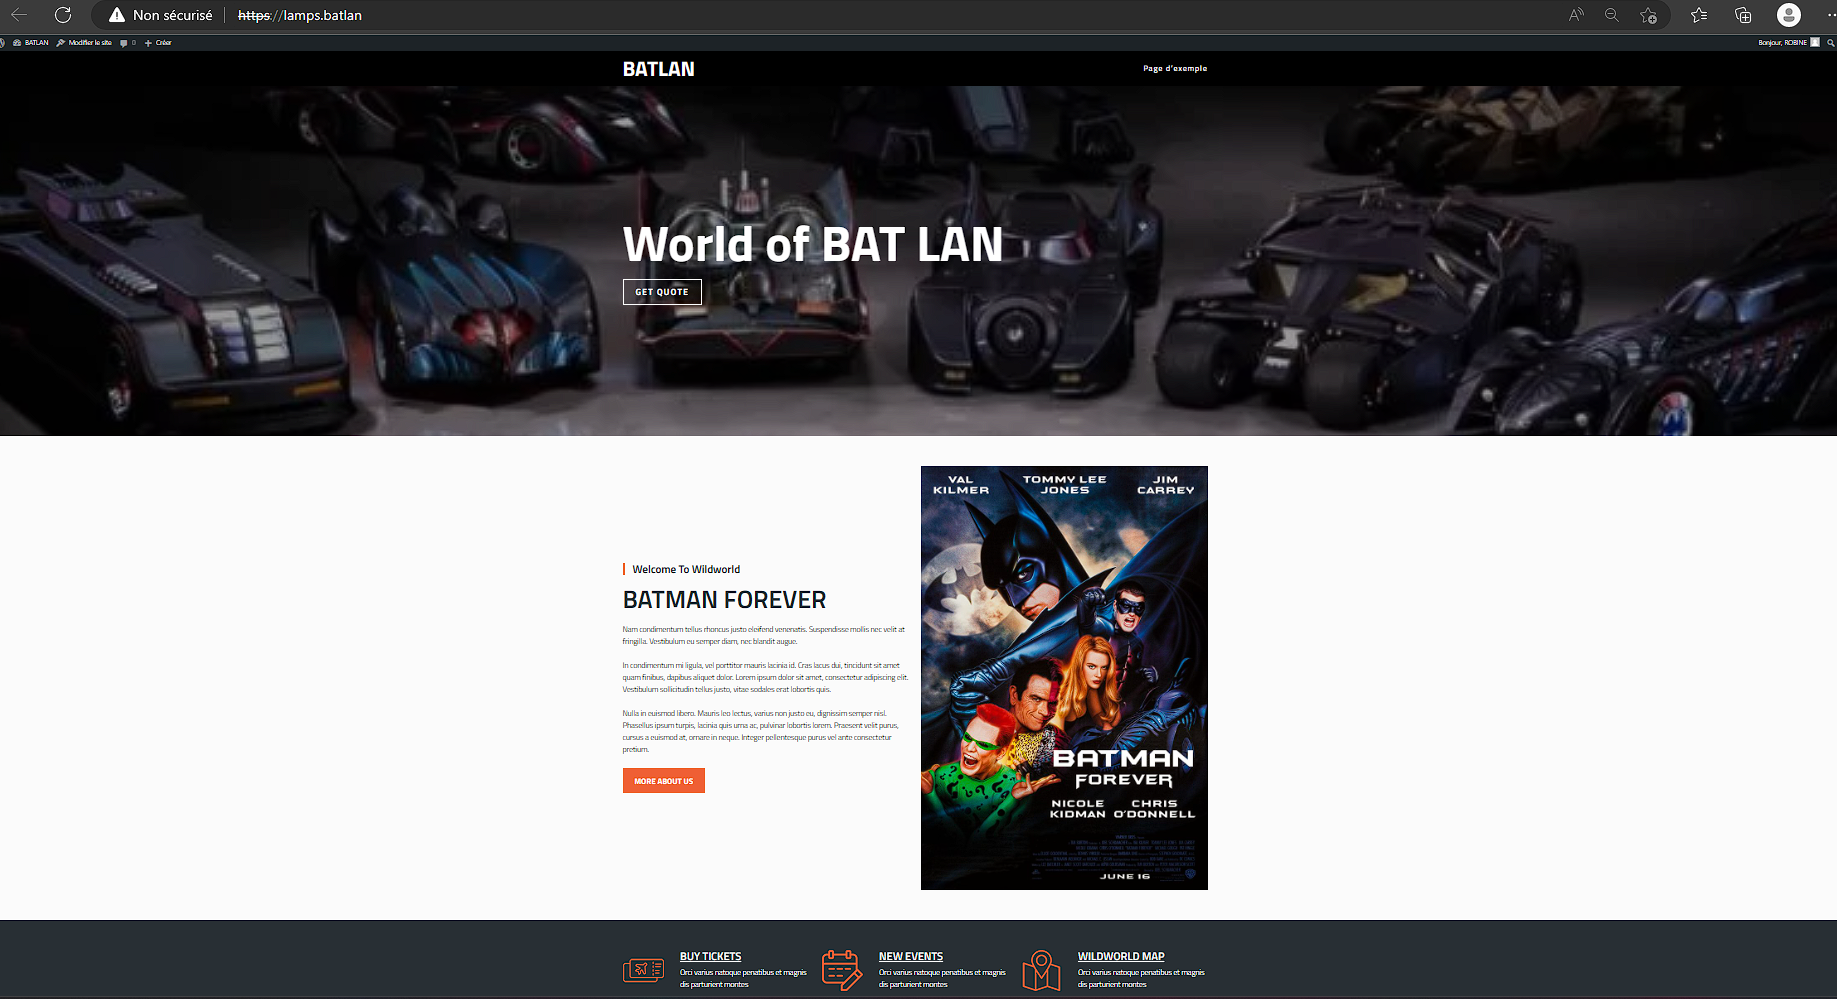 Non sécurisé
https://lamps.batlan
BATLAN
Modifier le site
0
Créer
Bonjour, ROBINE
BATLAN
Page d'exemple
World of BAT LAN
GET QUOTE
Welcome To Wildworld
BATMAN FOREVER
Nam condimentum tellus rhoncus justo eleifend venenatis. Suspendisse mollis nec velit at
fringilla. Vestibulum eu semper diam, nec blandit augue.
In condimentum mi ligula, vel porttitor mauris lacinia id. Cras lacus dui, tincidunt sit amet
quam finibus, dapibus aliquet dolor. Lorem ipsum dolor sit amet, consectetur adipiscing elit.
Vestibulum sollicitudin tellus justo, vitae sodales erat lobortis quis.
Nulla in euismod libero. Mauris leo lectus, varius non justo eu, dignissim semper nisl.
Phasellus ipsum turpis, lacinia quis urna ac, pulvinar lobortis lorem. Praesent velit purus,
cursus a euismod at, ornare in neque. Integer pellentesque purus vel ante consectetur
pretium.
MORE ABOUT US
VAL
KILMER
TOMMY LEE
JONES
JIM
CARREY
BATMAN
FOREVER
NICOLE
KIDMAN
CHRIS
O'DONNELL
JUNE 16
BUY TICKETS
Orci varius natoque penatibus et magnis
dis parturient montes
NEW EVENTS
Orci varius natoque penatibus et magnis
dis parturient montes
WILDWORLD MAP
Orci varius natoque penatibus et magnis
dis parturient montes